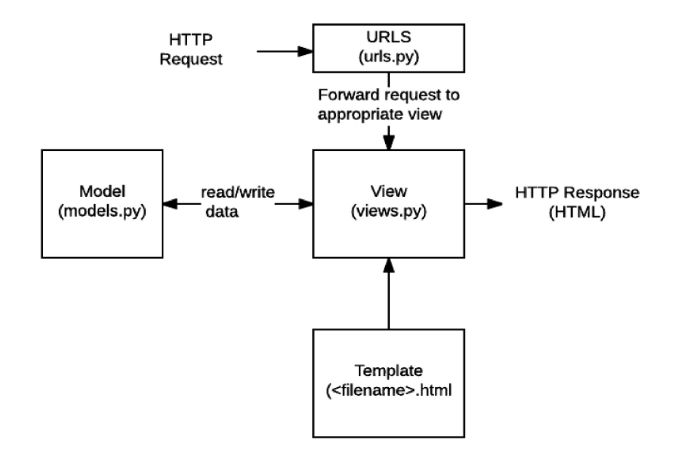 HTTP
Request
URLS
(urls.py)
Forward request to
appropriate view
Model
(models.py)
read/write
data
View
(views.py)
HTTP Response
(HTML)
Template
(<filename>.html